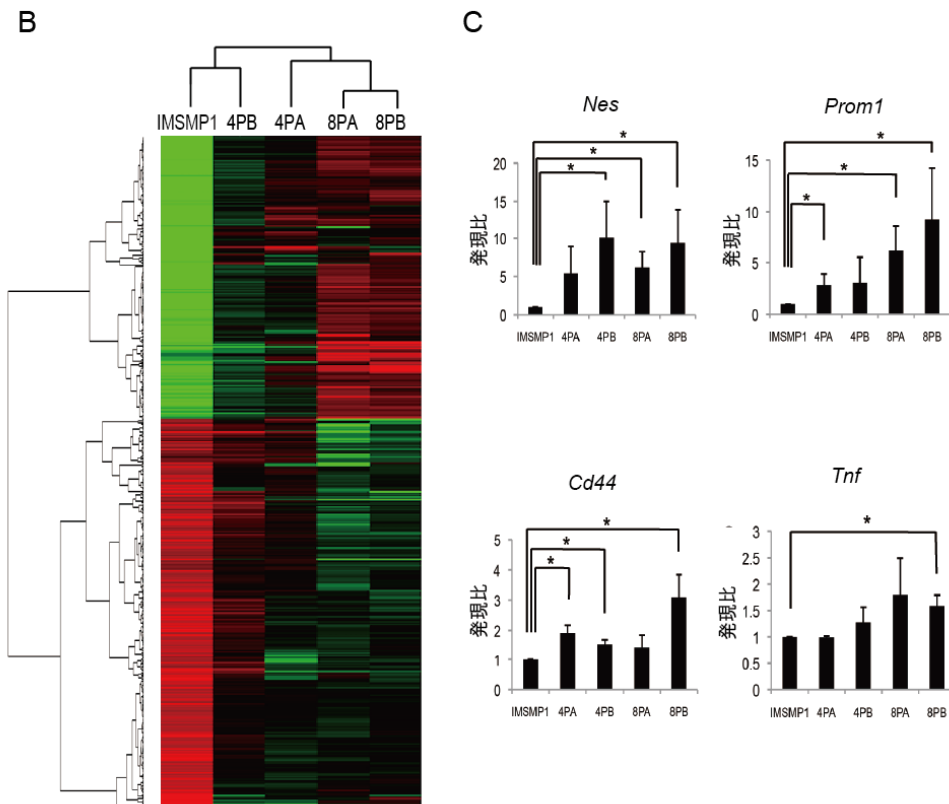 B
IMSMP1 4PB 4PA 8PA 8PB
C
Nes
* * *
発現比
20
15
10
5
0
IMSMP1 4PA 4PB 8PA 8PB
Prom1
* * *
発現比
15
10
5
0
IMSMP1 4PA 4PB 8PA 8PB
Cd44
* * *
発現比
5
4
3
2
1
0
IMSMP1 4PA 4PB 8PA 8PB
Tnf
*
発現比
3
2.5
2
1.5
1
0.5
0
IMSMP1 4PA 4PB 8PA 8PB